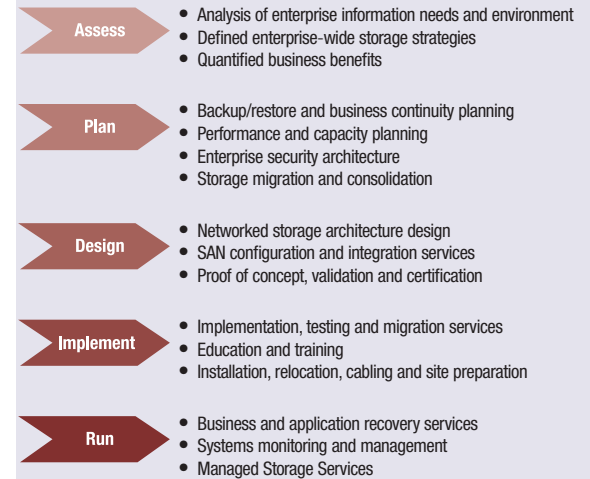 Assess
• Analysis of enterprise information needs and environment
• Defined enterprise-wide storage strategies
• Quantified business benefits
Plan
• Backup/restore and business continuity planning
• Performance and capacity planning
• Enterprise security architecture
• Storage migration and consolidation
Design
• Networked storage architecture design
• SAN configuration and integration services
• Proof of concept, validation and certification
Implement
• Implementation, testing and migration services
• Education and training
• Installation, relocation, cabling and site preparation
Run
• Business and application recovery services
• Systems monitoring and management
• Managed Storage Services